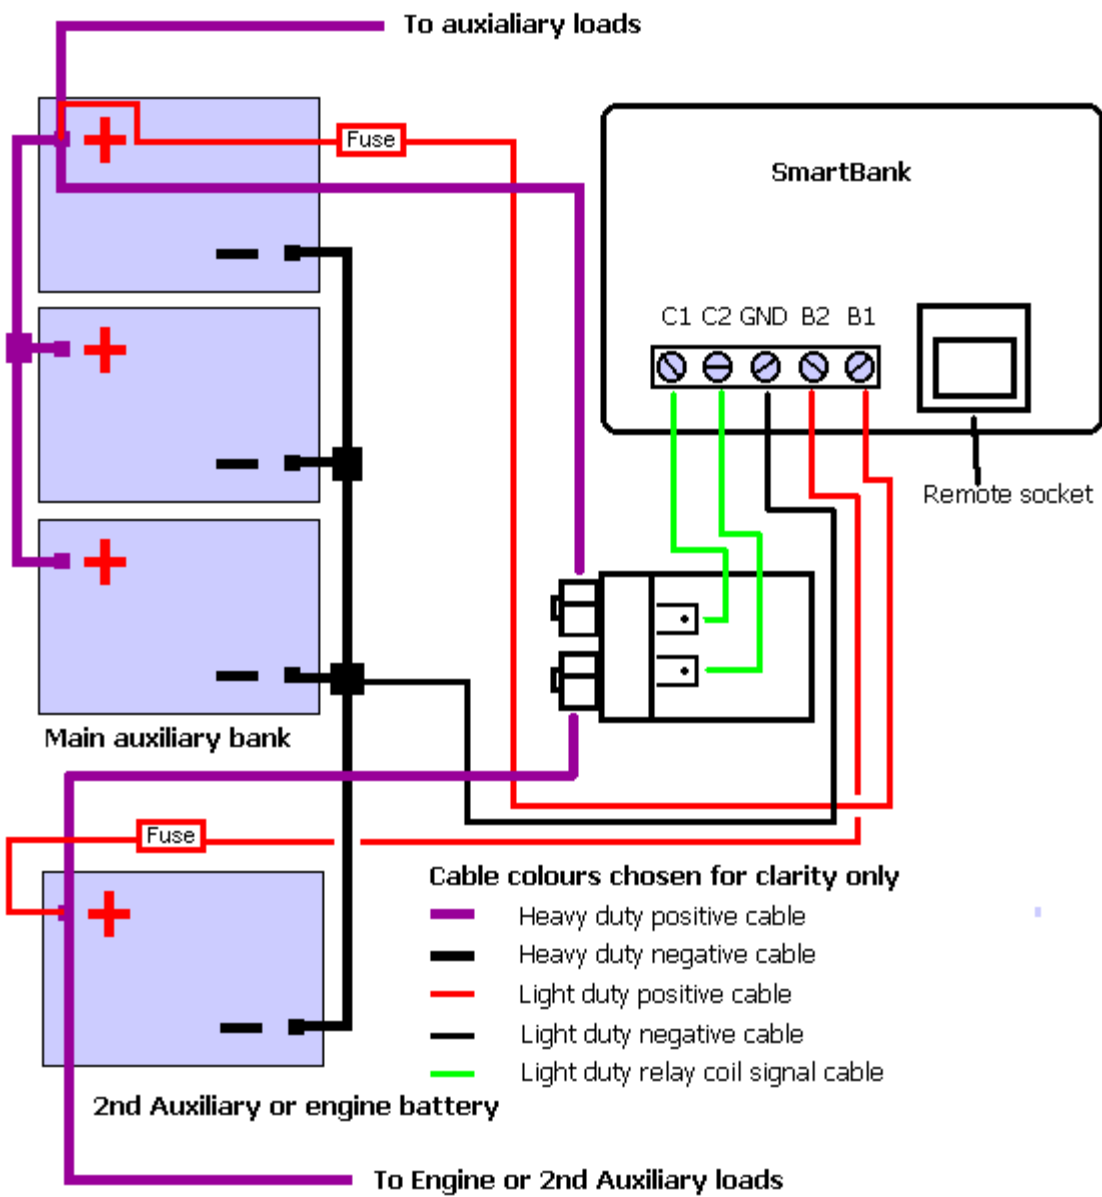 To auxialiary loads
Fuse
SmartBank
C1 C2 GND B2 B1
Remote socket
Main auxiliary bank
Fuse
Cable colours chosen for clarity only
Heavy duty positive cable
Heavy duty negative cable
Light duty positive cable
Light duty negative cable
Light duty relay coil signal cable
2nd Auxiliary or engine battery
To Engine or 2nd Auxiliary loads